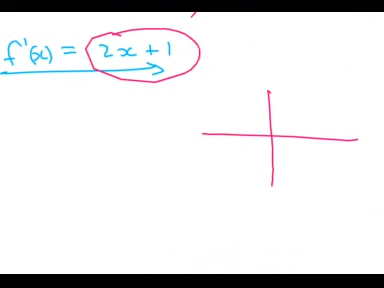 f'(x) = 2x + 1